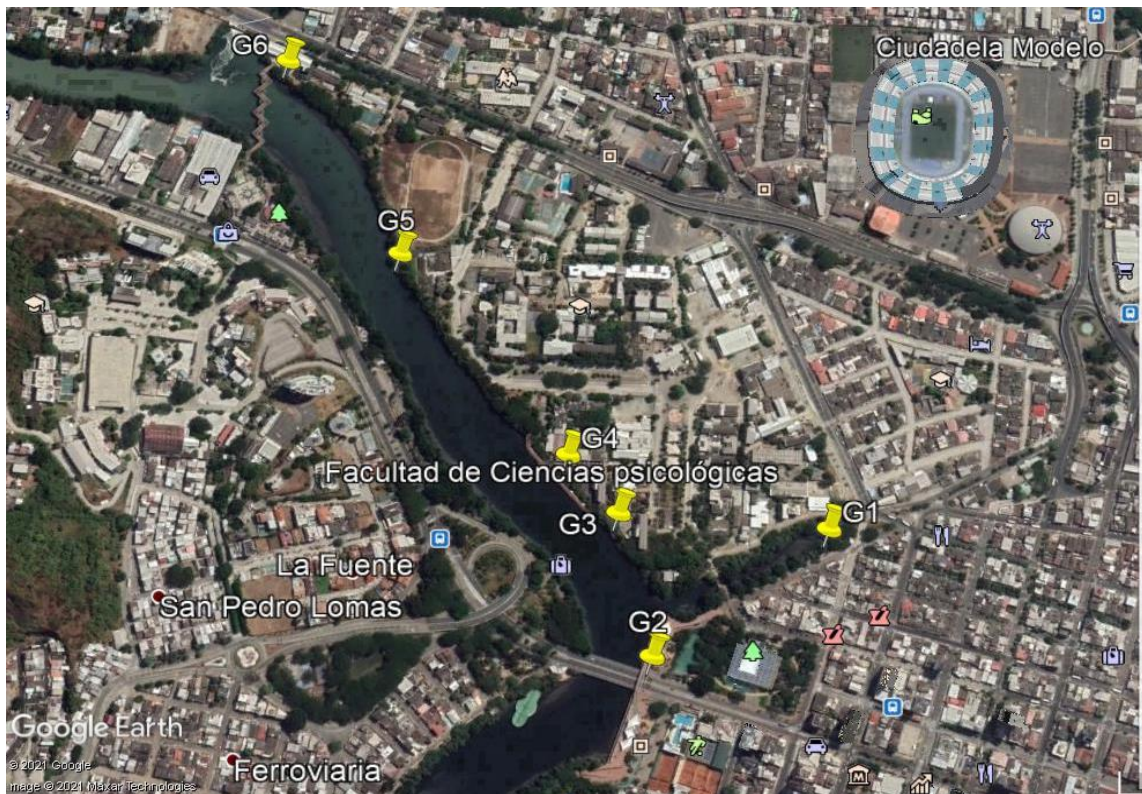 G6
Ciudadela Modelo
G5
G4
Facultad de Ciencias psicológicas
G3
G1
La Fuente
San Pedro Lomas
G2
Google Earth
Ferroviaria
© 2021 Google
mage © 2021 Maxar Technologies